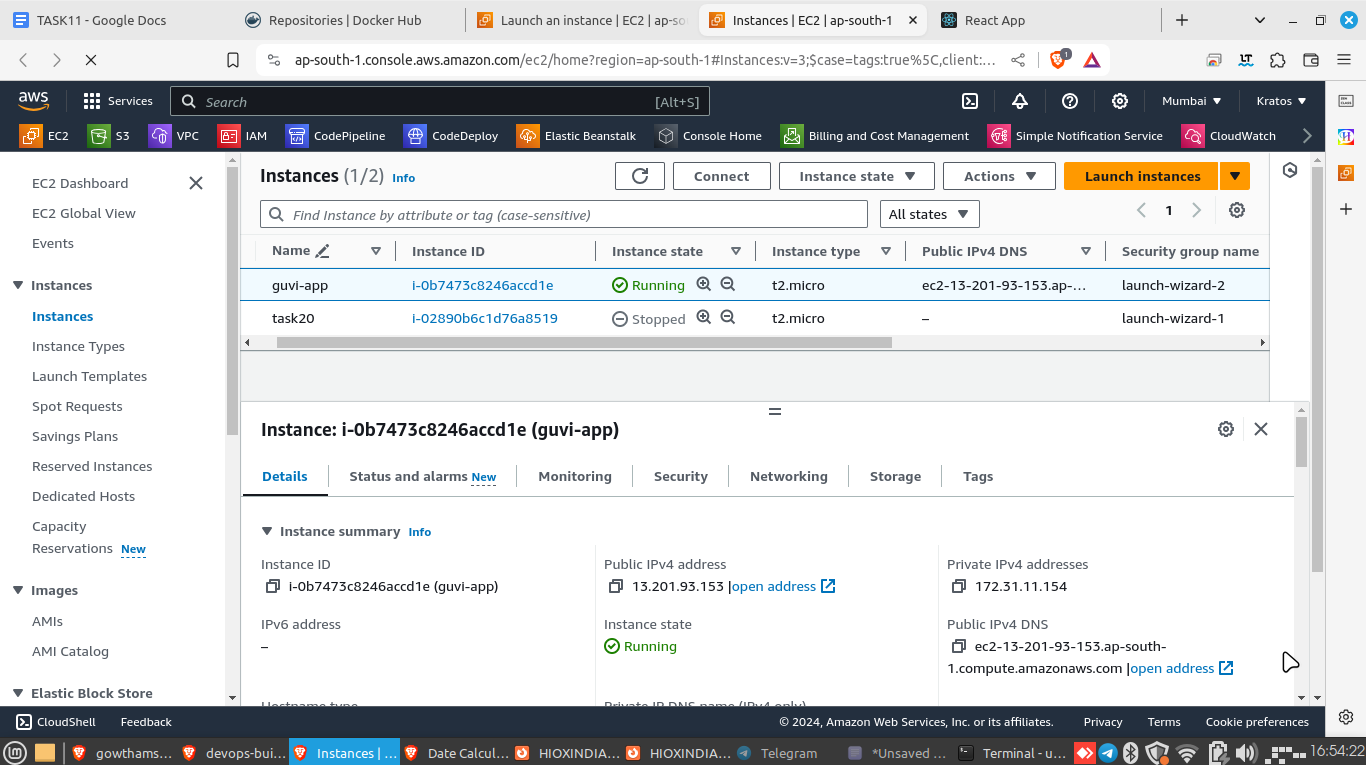 TASK11 - Google Docs
Repositories | Docker Hub
Launch an instance | EC2 | ap-so
Instances | EC2 | ap-south-1
React App
ap-south-1.console.aws.amazon.com/ec2/home?region=ap-south-1#Instances:v=3;$case=tags:true%5C,client:...
1
LT
aws
Services
Search
[Alt+S]
Mumbai
Kratos
EC2
S3
VPC
IAM
CodePipeline
CodeDeploy
Elastic Beanstalk
Console Home
Billing and Cost Management
Simple Notification Service
CloudWatch
EC2 Dashboard
EC2 Global View
Events
Instances
Instances
Instance Types
Launch Templates
Spot Requests
Savings Plans
Reserved Instances
Dedicated Hosts
Capacity
Reservations New
Images
AMIs
AMI Catalog
Elastic Block Store
Instances (1/2) Info
Connect
Instance state
Actions
Launch instances
Find Instance by attribute or tag (case-sensitive)
All states
1
Name
Instance ID
Instance state
Instance type
Public IPv4 DNS
Security group name
guvi-app
i-0b7473c8246accd1e
Running
t2.micro
ec2-13-201-93-153.ap-...
launch-wizard-2
task20
i-02890b6c1d76a8519
Stopped
t2.micro
–
launch-wizard-1
Instance: i-0b7473c8246accd1e (guvi-app)
Details
Status and alarms New
Monitoring
Security
Networking
Storage
Tags
Instance summary Info
Instance ID
i-0b7473c8246accd1e (guvi-app)
Public IPv4 address
13.201.93.153 |open address
Private IPv4 addresses
172.31.11.154
IPv6 address
–
Instance state
Running
Public IPv4 DNS
ec2-13-201-93-153.ap-south-
1.compute.amazonaws.com |open address
Hostname type
Private IP DNS name (IPv4 only)
CloudShell
Feedback
© 2024, Amazon Web Services, Inc. or its affiliates.
Privacy
Terms
Cookie preferences
gowthams...
devops-bui...
Instances | ...
Date Calcul...
HIOXINDIA...
HIOXINDIA...
Telegram
*Unsaved ...
Terminal - u...
16:54:22